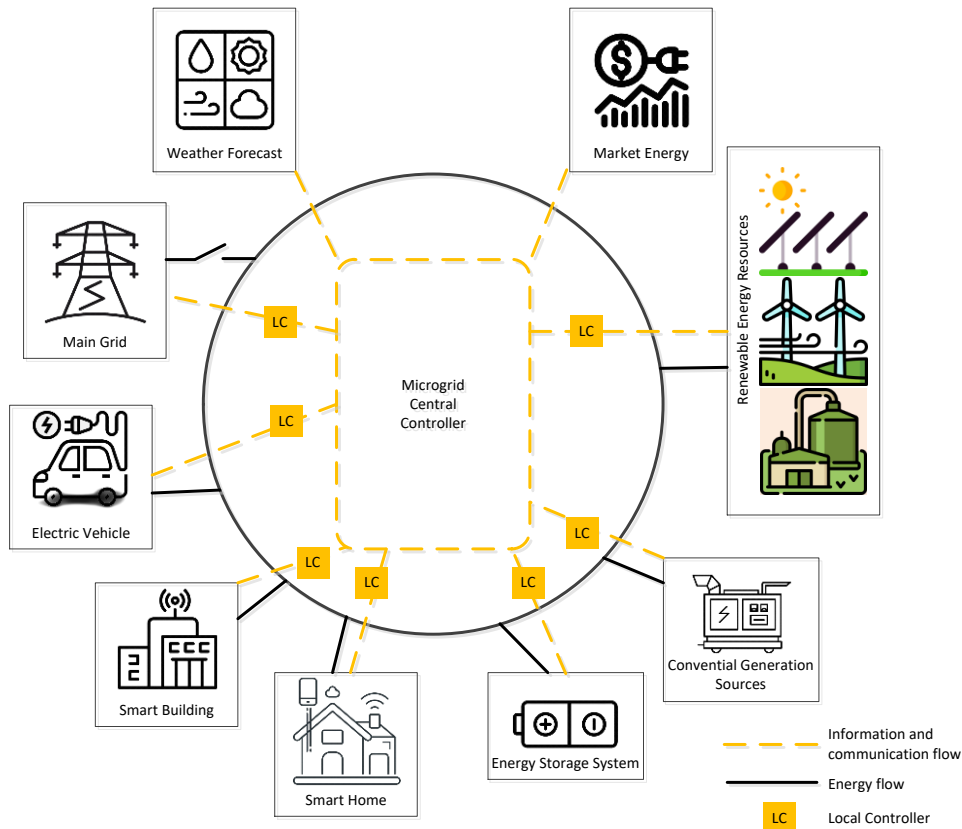 Weather Forecast
Market Energy
Renewable Energy Resources
Main Grid
LC
LC
Microgrid
Central
Controller
LC
Electric Vehicle
LC
LC
LC
LC
Convential Generation
Sources
Smart Building
Energy Storage System
Smart Home
Information and
communication flow
Energy flow
LC
Local Controller